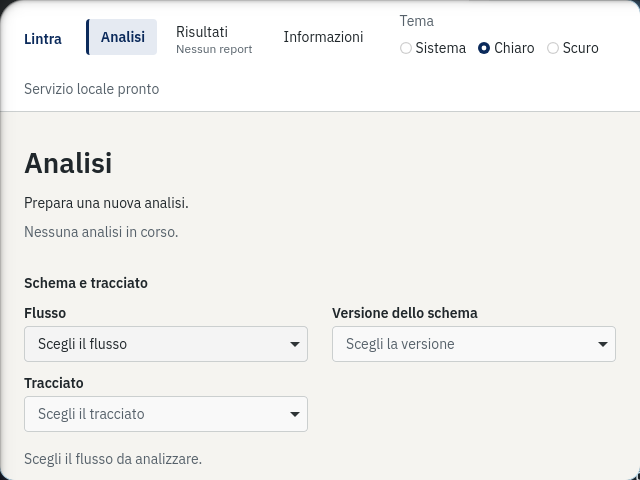 Lintra
Analisi
Risultati
Nessun report
Informazioni
Tema
Sistema
Chiaro
Scuro
Servizio locale pronto
Analisi
Prepara una nuova analisi.
Nessuna analisi in corso.
Schema e tracciato
Flusso
Scegli il flusso
Versione dello schema
Scegli la versione
Tracciato
Scegli il tracciato
Scegli il flusso da analizzare.